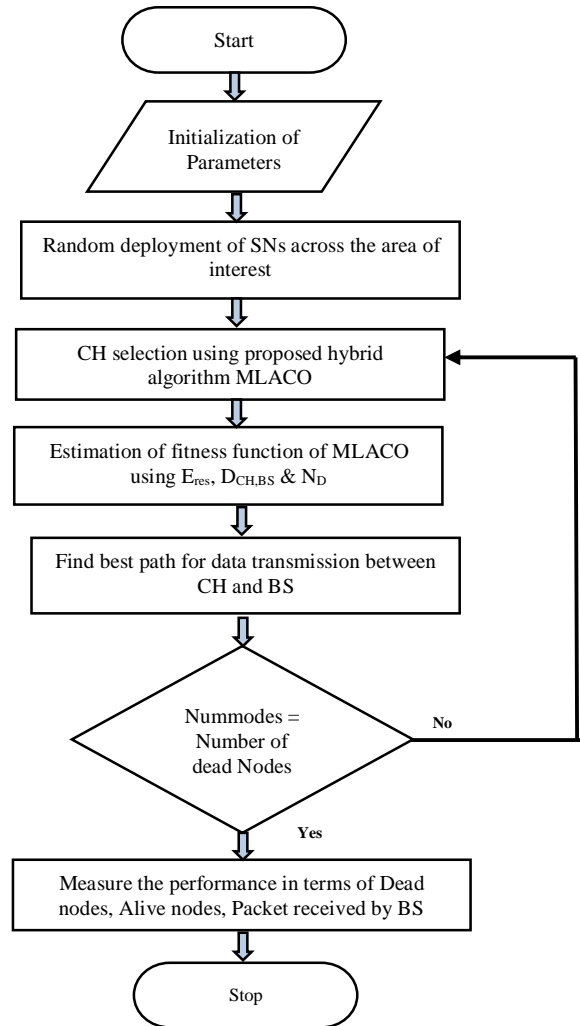 Start
Initialization of
Parameters
Random deployment of SNs across the area of
interest
CH selection using proposed hybrid
algorithm MLACO
Estimation of fitness function of MLACO
using E_res, D_CH,BS & N_D
Find best path for data transmission between
CH and BS
Nummodes =
Number of
dead Nodes
No
Yes
Measure the performance in terms of Dead
nodes, Alive nodes, Packet received by BS
Stop